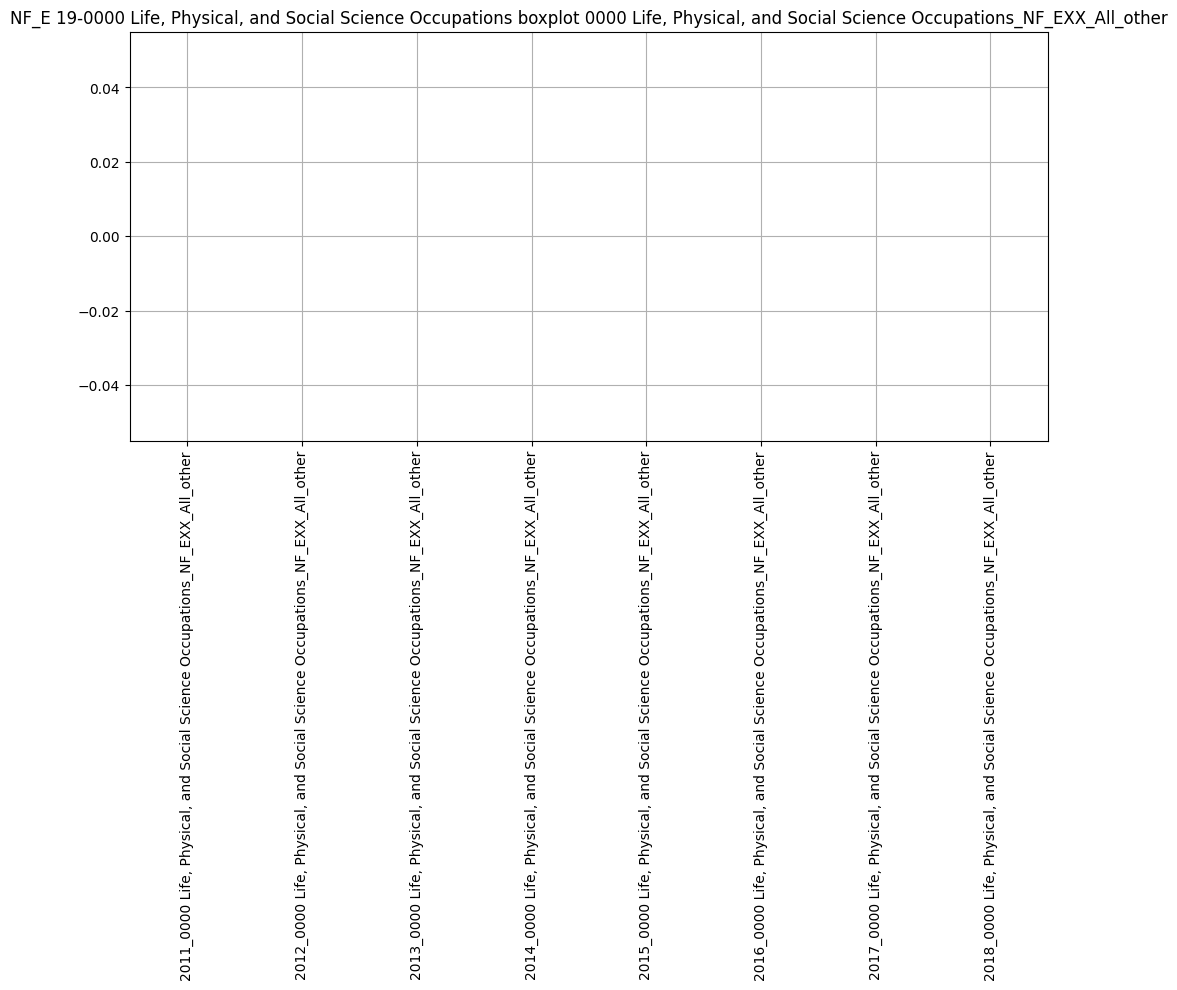 NF_E 19-0000 Life, Physical, and Social Science Occupations boxplot 0000 Life, Physical, and Social Science Occupations_NF_EXX_All_other
0.04
0.02
0.00
−0.02
−0.04
2011_0000 Life, Physical, and Social Science Occupations_NF_EXX_All_other
2012_0000 Life, Physical, and Social Science Occupations_NF_EXX_All_other
2013_0000 Life, Physical, and Social Science Occupations_NF_EXX_All_other
2014_0000 Life, Physical, and Social Science Occupations_NF_EXX_All_other
2015_0000 Life, Physical, and Social Science Occupations_NF_EXX_All_other
2016_0000 Life, Physical, and Social Science Occupations_NF_EXX_All_other
2017_0000 Life, Physical, and Social Science Occupations_NF_EXX_All_other
2018_0000 Life, Physical, and Social Science Occupations_NF_EXX_All_other